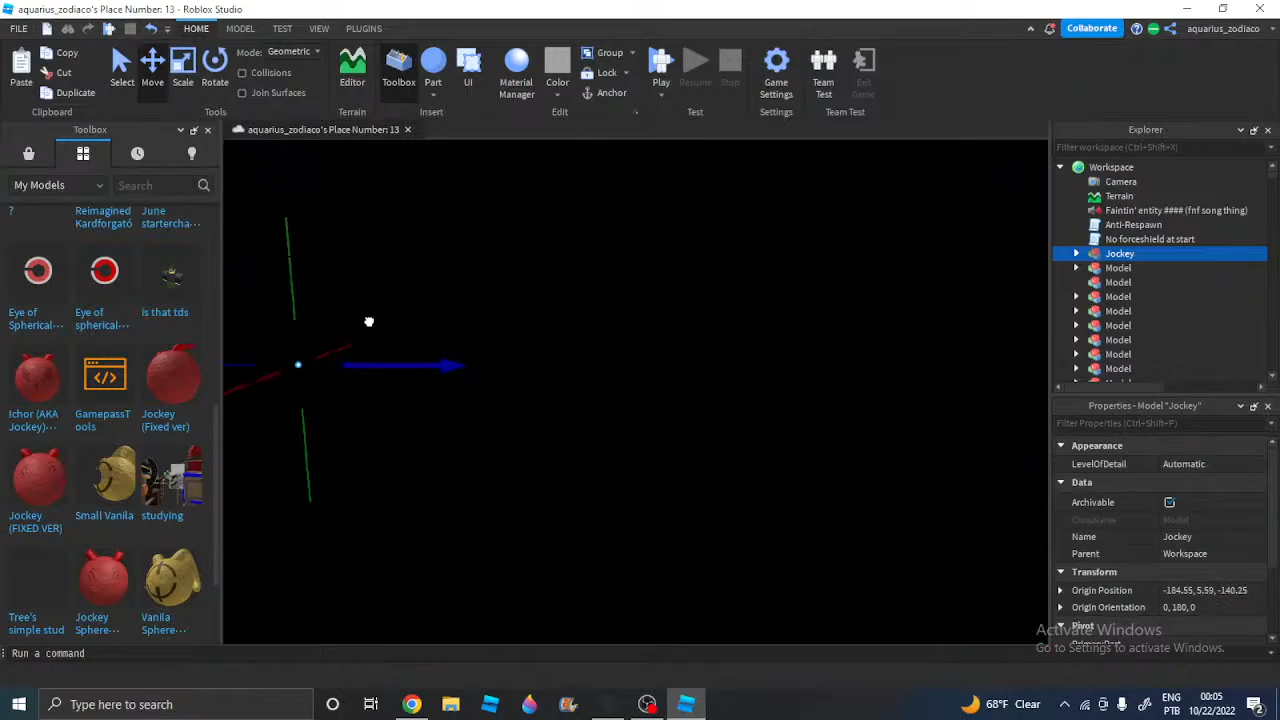 aquarius_zodiaco's Place Number: 13 - Roblox Studio
FILE HOME MODEL TEST VIEW PLUGINS Collaborate aquarius_zodiaco
Paste Copy Cut Duplicate
Clipboard
Select Move Scale Rotate Mode: Geometric
Collisions
Join Surfaces
Tools
Editor
Terrain
Toolbox Part UI
Insert
Material Manager Color Group Lock Anchor
Edit
Play Resume Stop
Test
Game Settings
Settings
Team Test Exit Game
Team Test
Toolbox
aquarius_zodiaco's Place Number: 13
My Models Search
? Reimagined Kardforgató June startercha...
Eye of Spherical... Eye of spherical... is that tds
Ichor (AKA Jockey)... GamepassTools Jockey (Fixed ver)
Jockey (FIXED VER) Small Vanila studying
Tree's simple stud Jockey Sphere... Vanila Sphere...
Explorer
Filter workspace (Ctrl+Shift+X)
Workspace
Camera
Terrain
Faintin' entity #### (fnf song thing)
Anti-Respawn
No forceshield at start
Jockey
Model
Model
Model
Model
Model
Model
Model
Model
Properties - Model "Jockey"
Filter Properties (Ctrl+Shift+P)
Appearance
LevelOfDetail Automatic
Data
Archivable
ClassName Model
Name Jockey
Parent Workspace
Transform
Origin Position -184.55, 5.59, -140.25
Origin Orientation 0, 180, 0
Pivot
Activate Windows
Go to Settings to activate Windows.
Run a command
Type here to search
68°F Clear
ENG
PTB
00:05
10/22/2022
2